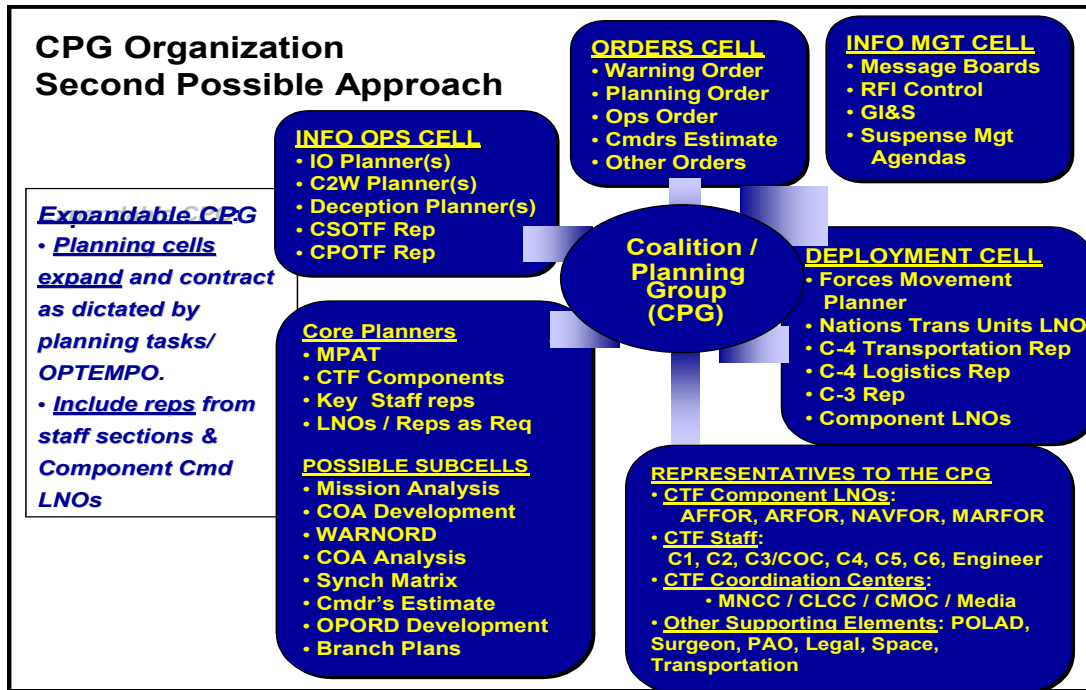 CPG Organization
Second Possible Approach
ORDERS CELL
• Warning Order
• Planning Order
• Ops Order
• Cmdrs Estimate
• Other Orders
INFO MGT CELL
• Message Boards
• RFI Control
• GI&S
• Suspense Mgt
Agendas
INFO OPS CELL
• IO Planner(s)
• C2W Planner(s)
• Deception Planner(s)
• CSOTF Rep
• CPOTF Rep
Expandable CPG:
• Planning cells
expand and contract
as dictated by
planning tasks/
OPTEMPO.
• Include reps from
staff sections &
Component Cmd
LNOs
Coalition /
Planning
Group
(CPG)
DEPLOYMENT CELL
• Forces Movement
Planner
• Nations Trans Units LNO
• C-4 Transportation Rep
• C-4 Logistics Rep
• C-3 Rep
• Component LNOs
Core Planners
• MPAT
• CTF Components
• Key Staff reps
• LNOs / Reps as Req
POSSIBLE SUBCELLS
• Mission Analysis
• COA Development
• WARNORD
• COA Analysis
• Synch Matrix
• Cmdr's Estimate
• OPORD Development
• Branch Plans
REPRESENTATIVES TO THE CPG
• CTF Component LNOs:
AFFOR, ARFOR, NAVFOR, MARFOR
• CTF Staff:
C1, C2, C3/COC, C4, C5, C6, Engineer
• CTF Coordination Centers:
• MNCC / CLCC / CMOC / Media
• Other Supporting Elements: POLAD,
Surgeon, PAO, Legal, Space,
Transportation